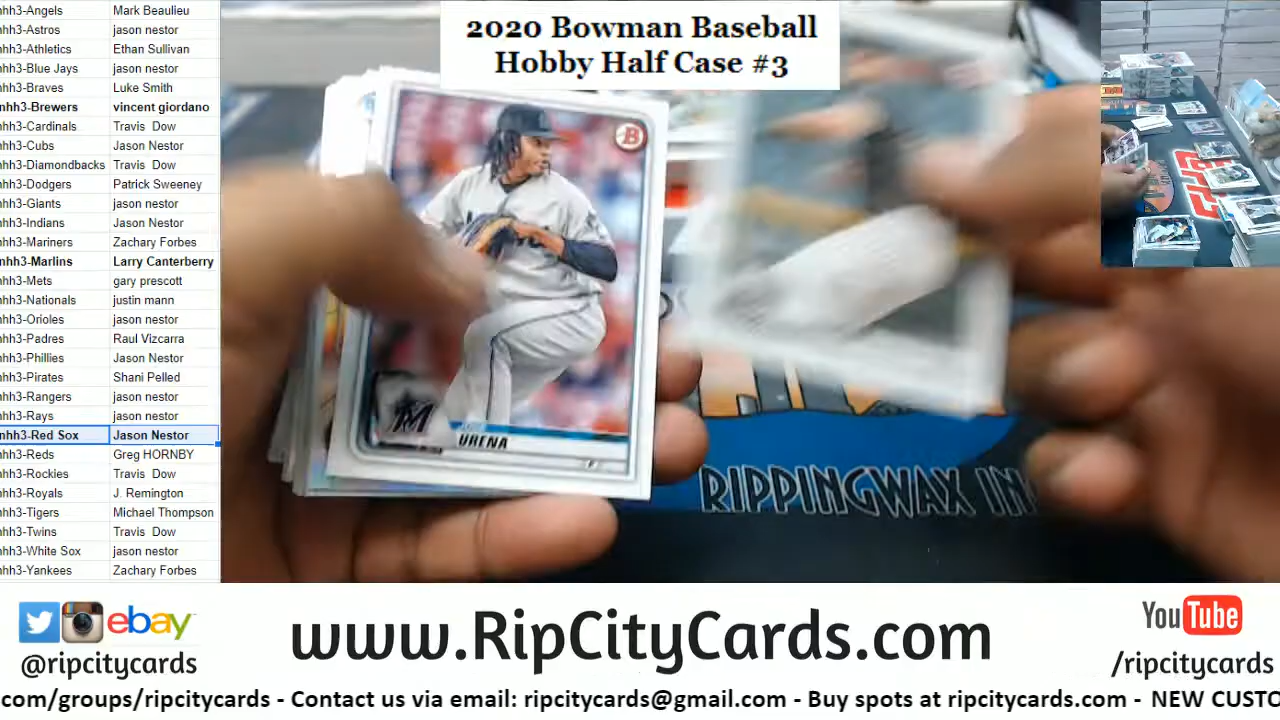 2020 Bowman Baseball
Hobby Half Case #3
hh3-Angels Mark Beaulieu
hh3-Astros jason nestor
hh3-Athletics Ethan Sullivan
hh3-Blue Jays jason nestor
hh3-Braves Luke Smith
nhh3-Brewers vincent giordano
hh3-Cardinals Travis Dow
hh3-Cubs Jason Nestor
hh3-Diamondbacks Travis Dow
hh3-Dodgers Patrick Sweeney
hh3-Giants jason nestor
hh3-Indians Jason Nestor
hh3-Mariners Zachary Forbes
nhh3-Marlins Larry Canterberry
hh3-Mets gary prescott
hh3-Nationals justin mann
hh3-Orioles jason nestor
hh3-Padres Raul Vizcarra
hh3-Phillies Jason Nestor
hh3-Pirates Shani Pelled
hh3-Rangers jason nestor
hh3-Rays jason nestor
nhh3-Red Sox Jason Nestor
hh3-Reds Greg HORNBY
hh3-Rockies Travis Dow
hh3-Royals J. Remington
hh3-Tigers Michael Thompson
hh3-Twins Travis Dow
hh3-White Sox jason nestor
hh3-Yankees Zachary Forbes
B
M
URENA
RIPPINGWAX IN
ebay
@ripcitycards
www.RipCityCards.com
YouTube
/ripcitycards
com/groups/ripcitycards - Contact us via email: ripcitycards@gmail.com - Buy spots at ripcitycards.com - NEW CUSTO